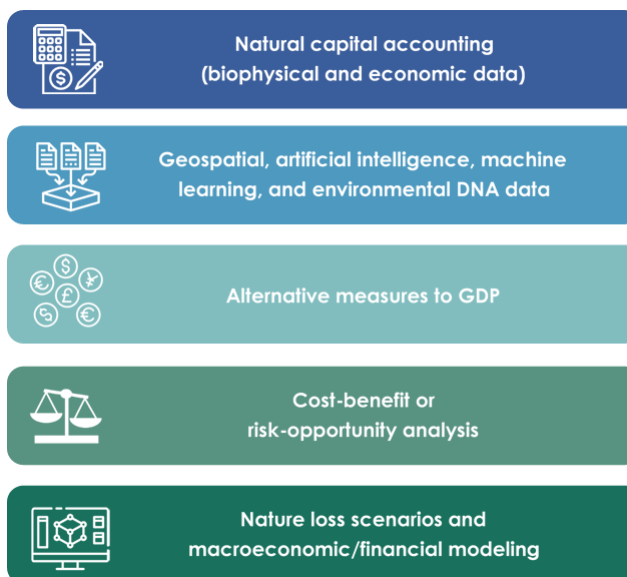 Natural capital accounting
(biophysical and economic data)
Geospatial, artificial intelligence, machine
learning, and environmental DNA data
Alternative measures to GDP
Cost-benefit or
risk-opportunity analysis
Nature loss scenarios and
macroeconomic/financial modeling